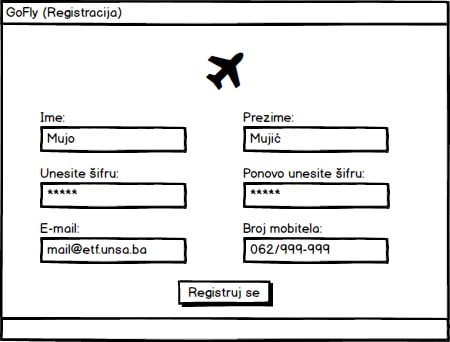 GoFly (Registracija)
Ime: Prezime:
Mujo Mujić
Unesite šifru: Ponovo unesite šifru:
***** *****
E-mail: Broj mobitela:
mail@etf.unsa.ba 062/999-999
Registruj se